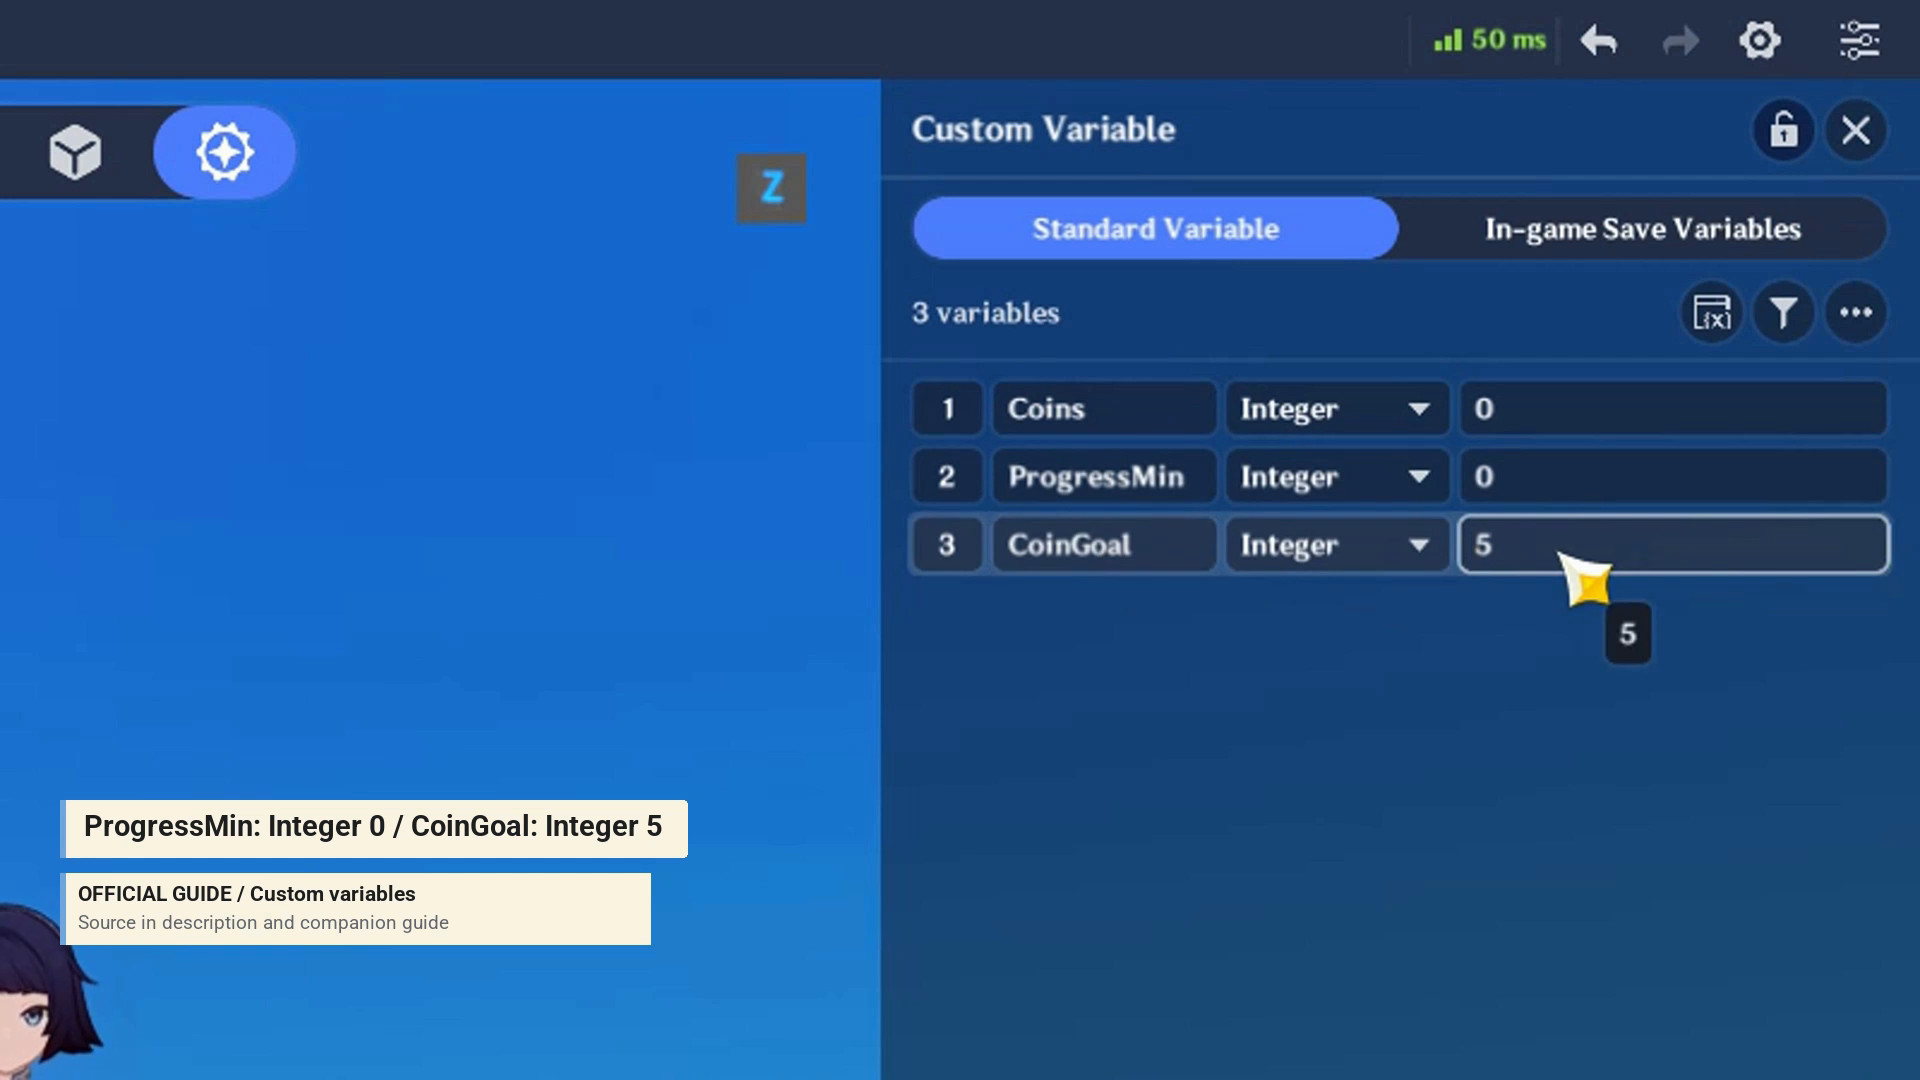 50 ms
Custom Variable
Z
Standard Variable
In-game Save Variables
3 variables
{x}
1 Coins Integer 0
2 ProgressMin Integer 0
3 CoinGoal Integer 5
5
ProgressMin: Integer 0 / CoinGoal: Integer 5
OFFICIAL GUIDE / Custom variables
Source in description and companion guide